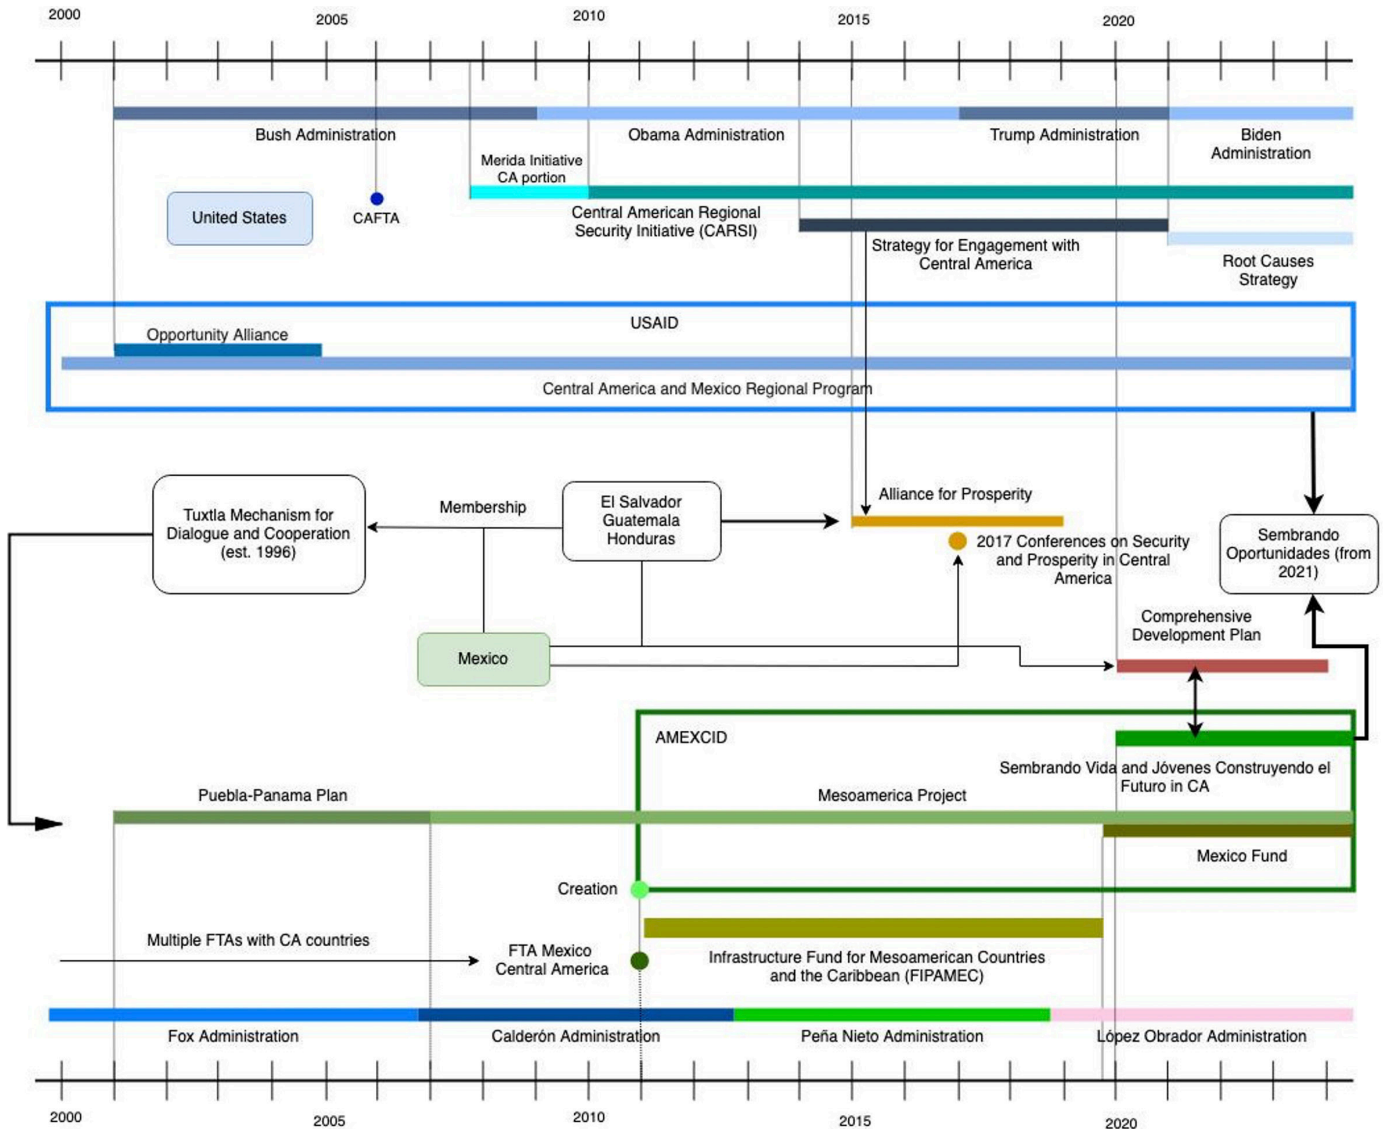 2000
2005
2010
2015
2020
Bush Administration
Obama Administration
Trump Administration
Biden
Administration
Merida Initiative
CA portion
United States
CAFTA
Central American Regional
Security Initiative (CARSI)
Strategy for Engagement with
Central America
Root Causes
Strategy
USAID
Opportunity Alliance
Central America and Mexico Regional Program
Tuxtla Mechanism for
Dialogue and Cooperation
(est. 1996)
Membership
El Salvador
Guatemala
Honduras
Alliance for Prosperity
2017 Conferences on Security
and Prosperity in Central
America
Sembrando
Oportunidades (from
2021)
Comprehensive
Development Plan
Mexico
AMEXCID
Sembrando Vida and Jóvenes Construyendo el
Futuro in CA
Puebla-Panama Plan
Mesoamerica Project
Mexico Fund
Creation
Multiple FTAs with CA countries
FTA Mexico
Central America
Infrastructure Fund for Mesoamerican Countries
and the Caribbean (FIPAMEC)
Fox Administration
Calderón Administration
Peña Nieto Administration
López Obrador Administration
2000
2005
2010
2015
2020